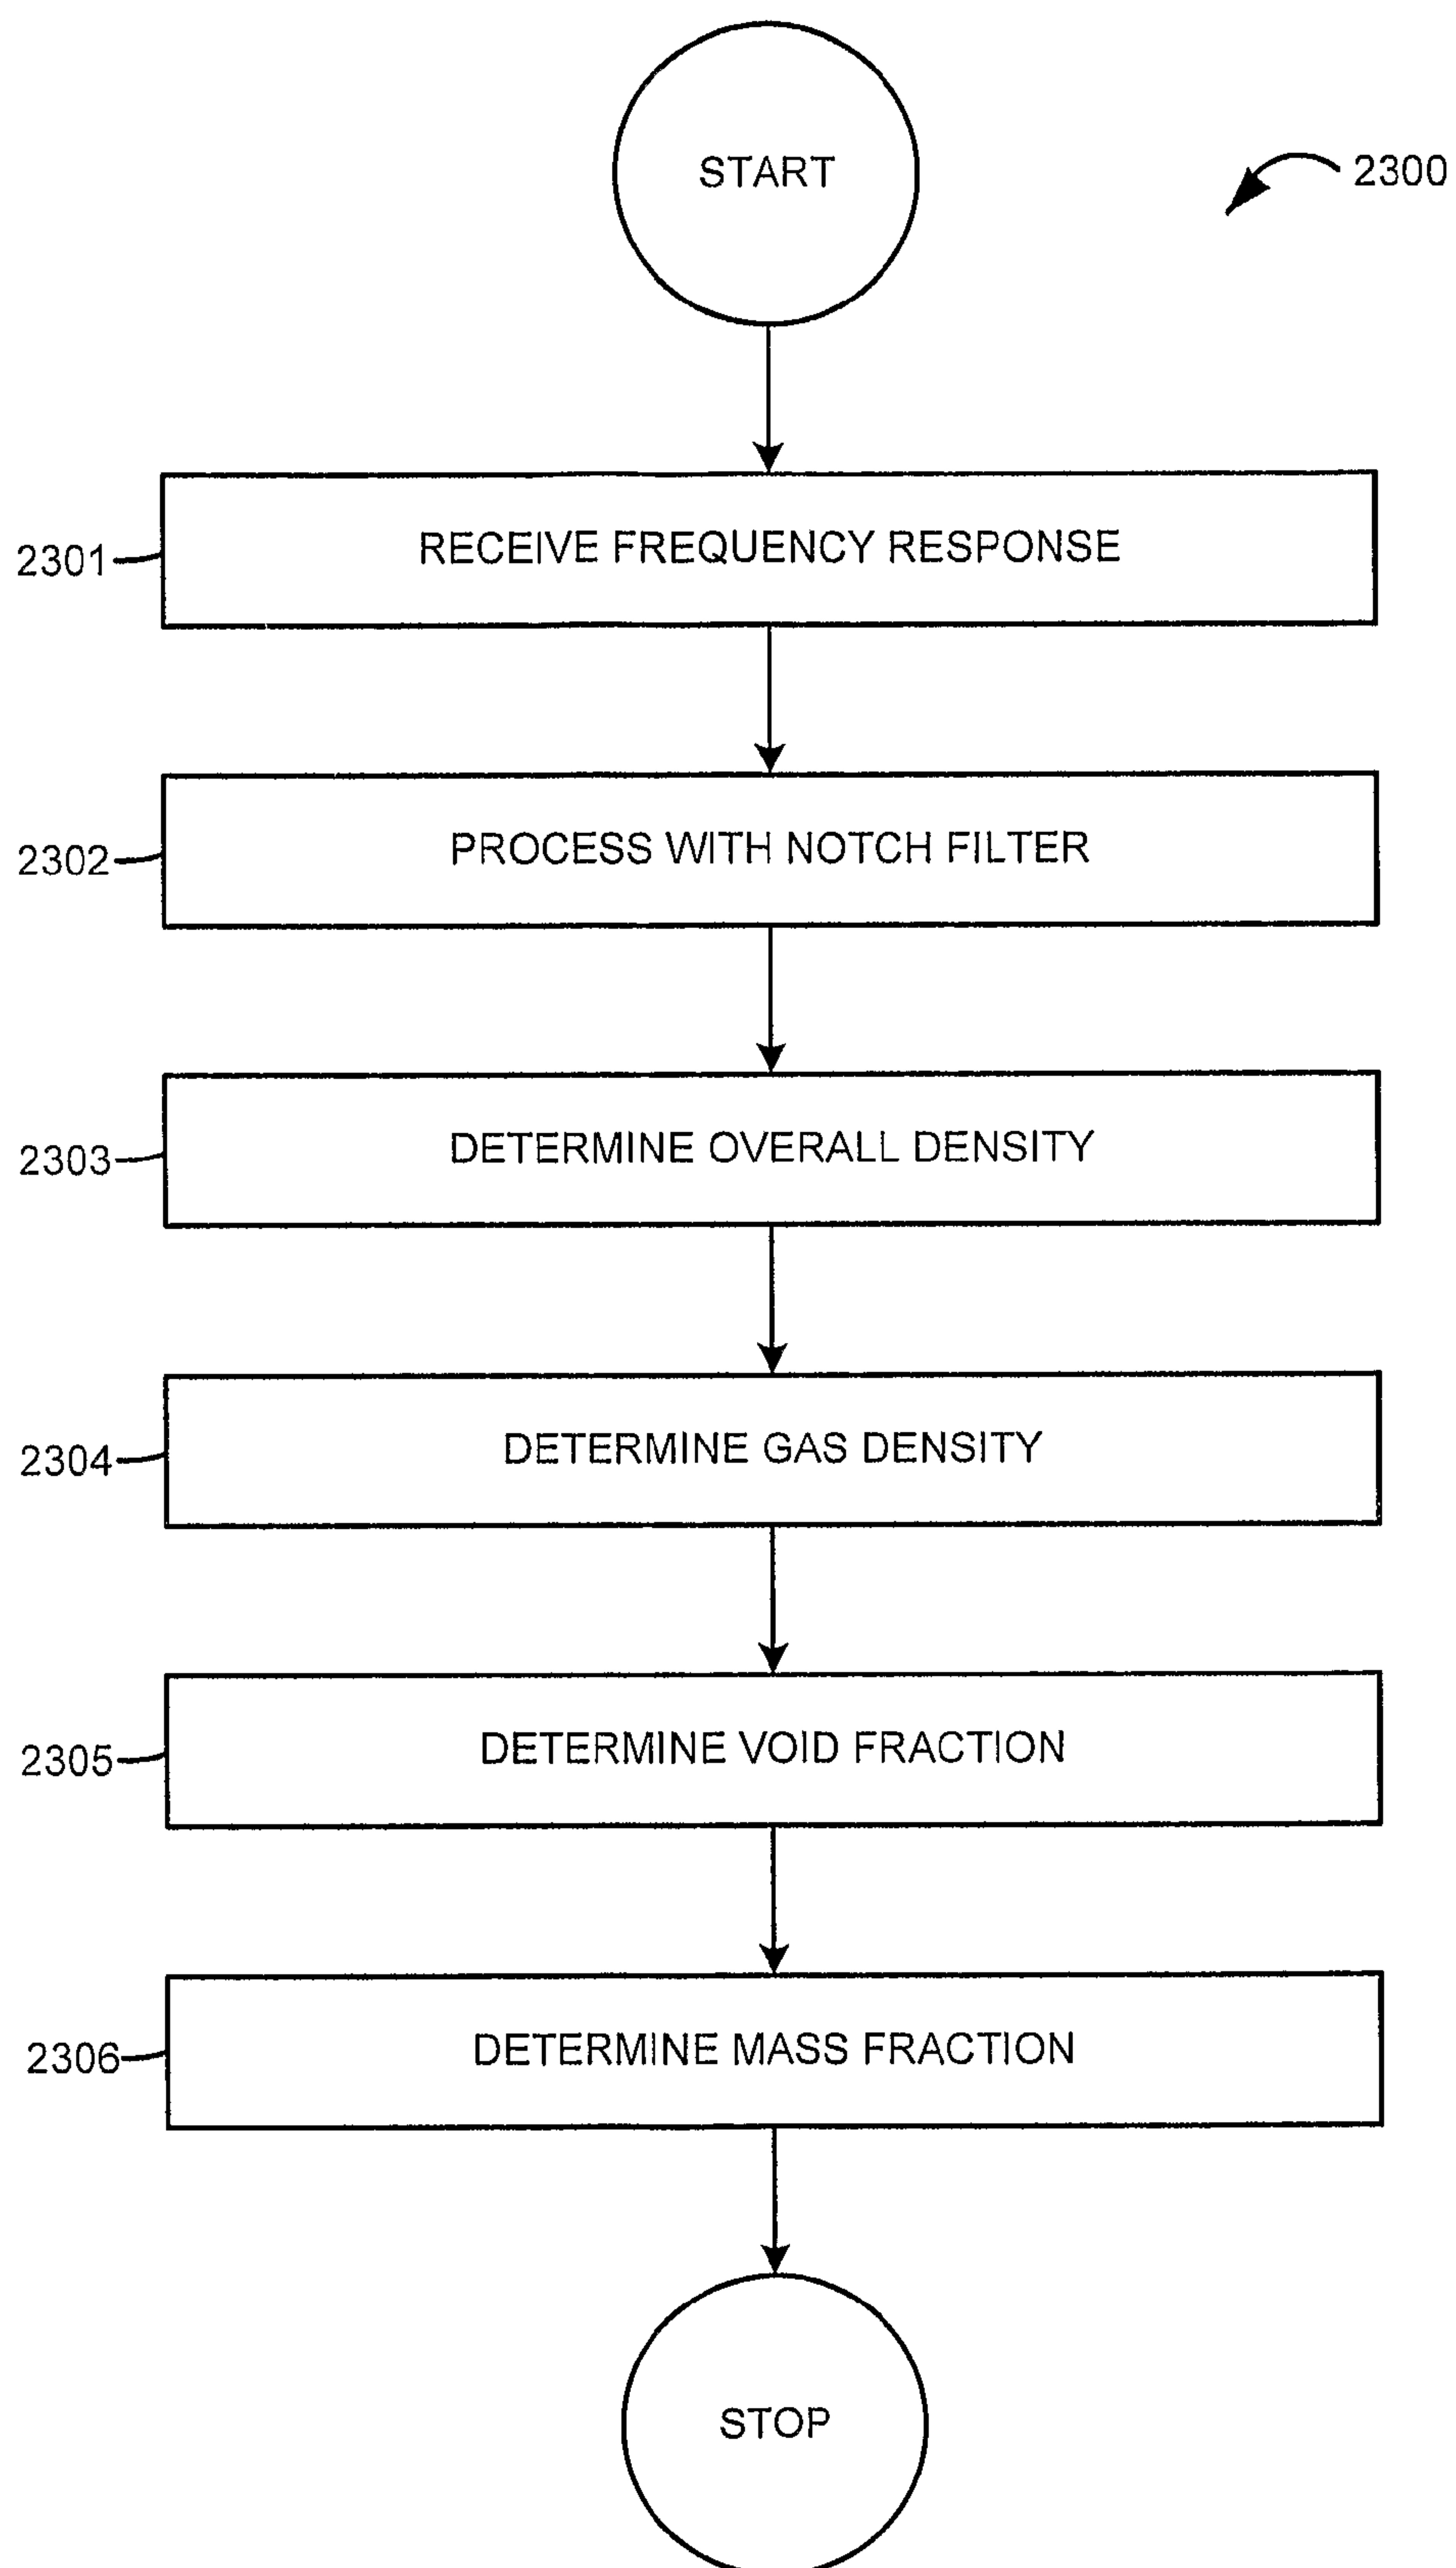 START
2300
2301
RECEIVE FREQUENCY RESPONSE
2302
PROCESS WITH NOTCH FILTER
2303
DETERMINE OVERALL DENSITY
2304
DETERMINE GAS DENSITY
2305
DETERMINE VOID FRACTION
2306
DETERMINE MASS FRACTION
STOP